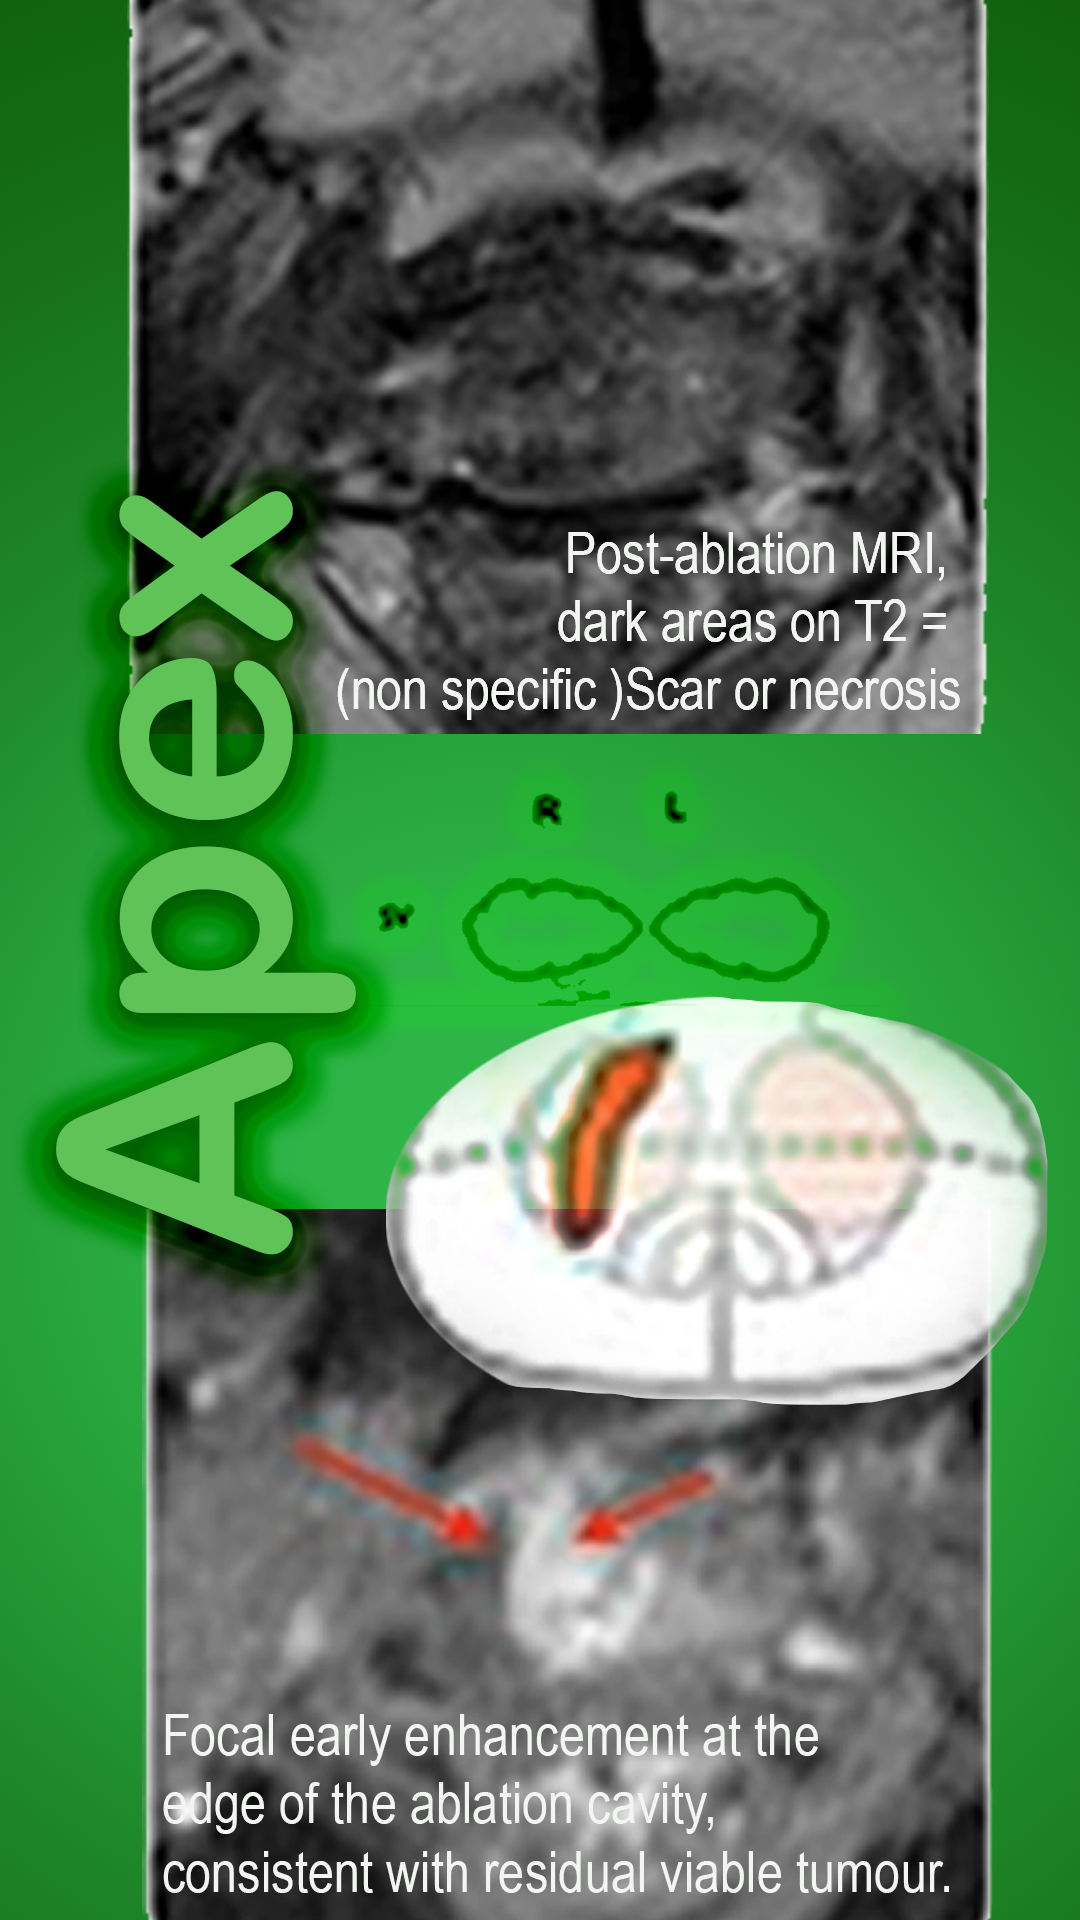 Post-ablation MRI,
dark areas on T2 =
(non specific )Scar or necrosis
Apex
R L
Focal early enhancement at the
edge of the ablation cavity,
consistent with residual viable tumour.